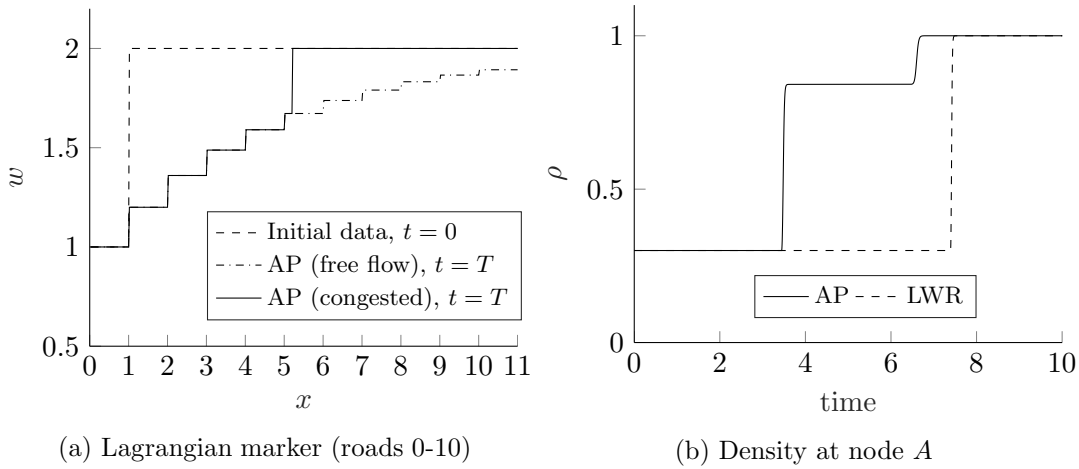 2
1.5
1
0.5
w
0 1 2 3 4 5 6 7 8 9 10 11
x
Initial data, t = 0
AP (free flow), t = T
AP (congested), t = T
(a) Lagrangian marker (roads 0-10)
1
0.5
0
ρ
0 2 4 6 8 10
time
AP LWR
(b) Density at node A